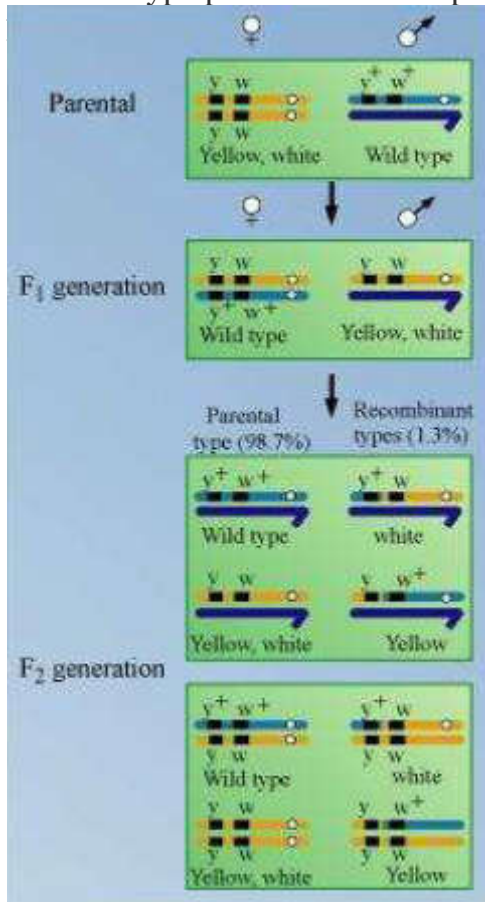 ♀ ♂
y w y⁺ w⁺
Parental
y w
Yellow, white Wild type
♀ ♂
y w y w
F₁ generation
y⁺ w⁺
Wild type Yellow, white
Parental type (98.7%)
Recombinant types (1.3%)
y⁺ w⁺ y⁺ w
Wild type white
y w y w⁺
Yellow, white Yellow
F₂ generation
y⁺ w⁺ y⁺ w
y w y w
Wild type white
y w y w⁺
y w y w
Yellow, white Yellow